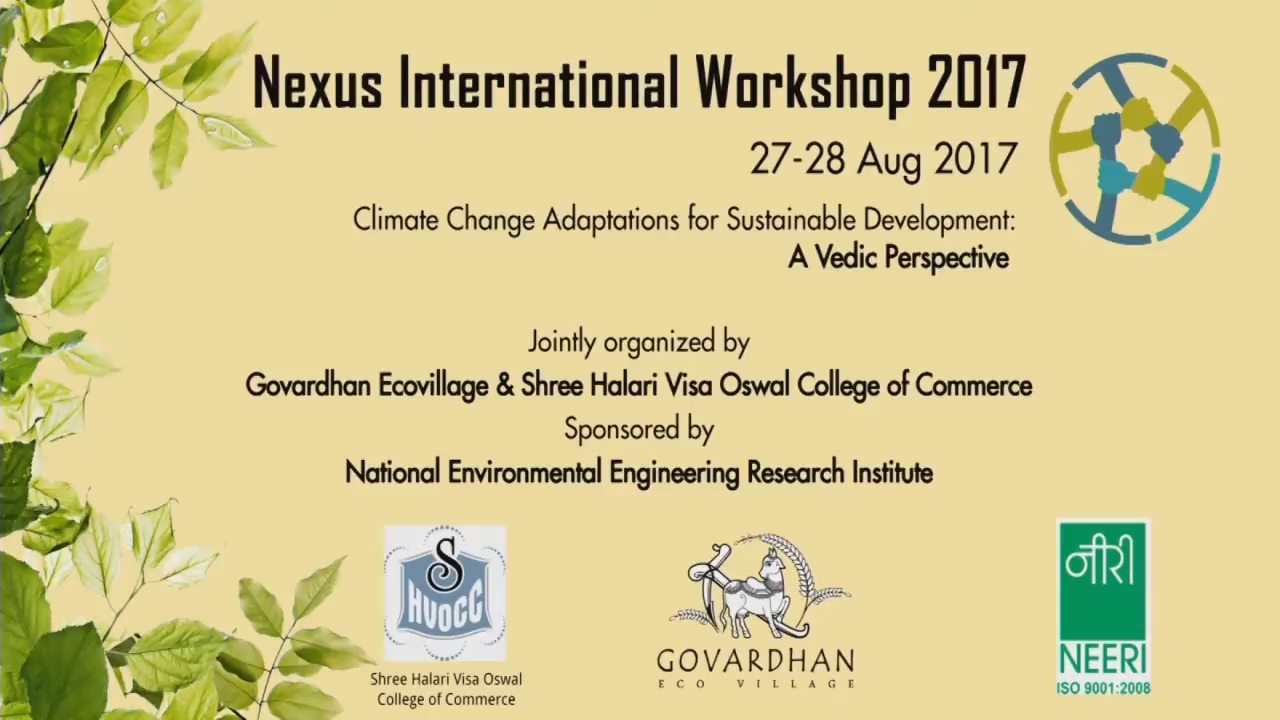 Nexus International Workshop 2017
27-28 Aug 2017
Climate Change Adaptations for Sustainable Development:
A Vedic Perspective
Jointly organized by
Govardhan Ecovillage & Shree Halari Visa Oswal College of Commerce
Sponsored by
National Environmental Engineering Research Institute
S
HVOCC
Shree Halari Visa Oswal
College of Commerce
GOVARDHAN
ECO VILLAGE
नीरी
NEERI
ISO 9001:2008